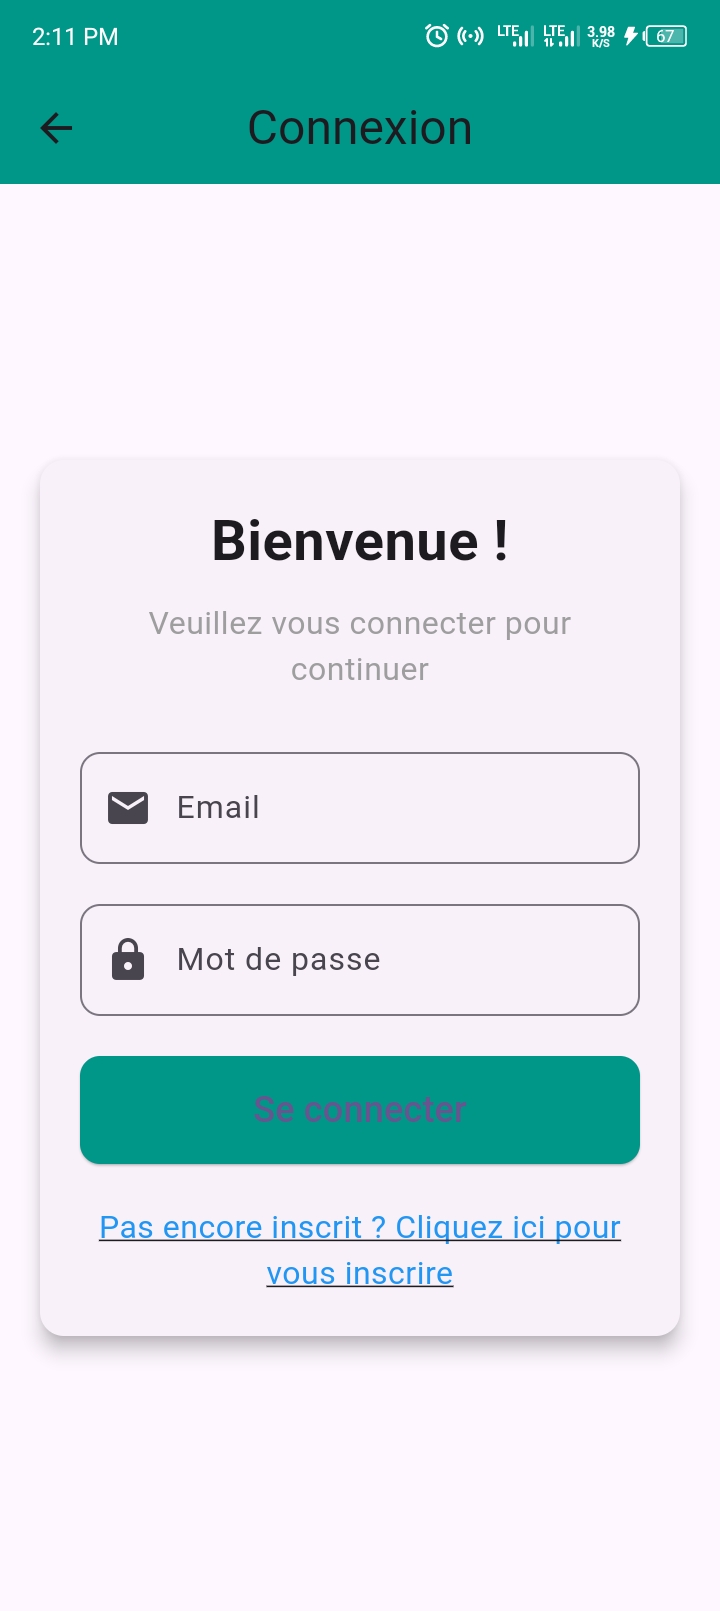 2:11 PM
LTE LTE 3.98 K/S 67
Connexion
Bienvenue !
Veuillez vous connecter pour
continuer
Email
Mot de passe
Se connecter
Pas encore inscrit ? Cliquez ici pour
vous inscrire